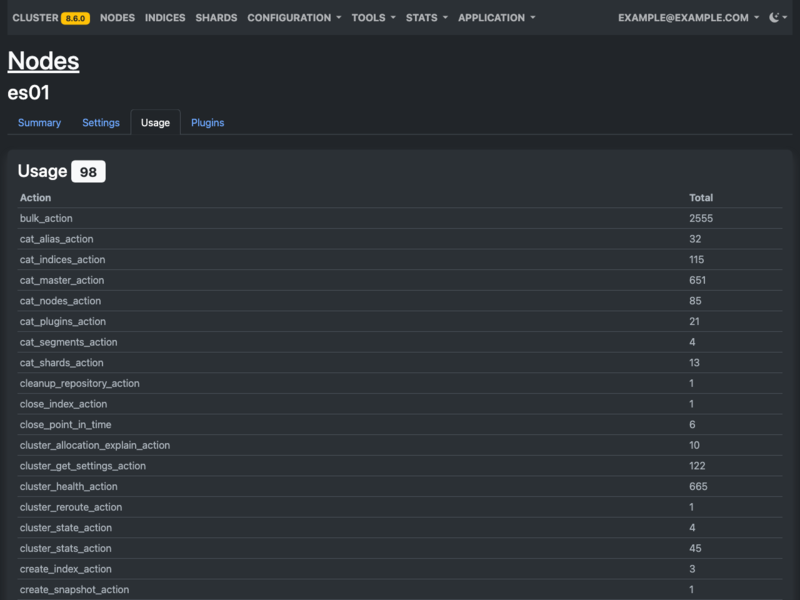 CLUSTER 8.6.0 NODES INDICES SHARDS CONFIGURATION TOOLS STATS APPLICATION EXAMPLE@EXAMPLE.COM
Nodes
es01
Summary Settings Usage Plugins
Usage 98
Action Total
bulk_action 2555
cat_alias_action 32
cat_indices_action 115
cat_master_action 651
cat_nodes_action 85
cat_plugins_action 21
cat_segments_action 4
cat_shards_action 13
cleanup_repository_action 1
close_index_action 1
close_point_in_time 6
cluster_allocation_explain_action 10
cluster_get_settings_action 122
cluster_health_action 665
cluster_reroute_action 1
cluster_state_action 4
cluster_stats_action 45
create_index_action 3
create_snapshot_action 1